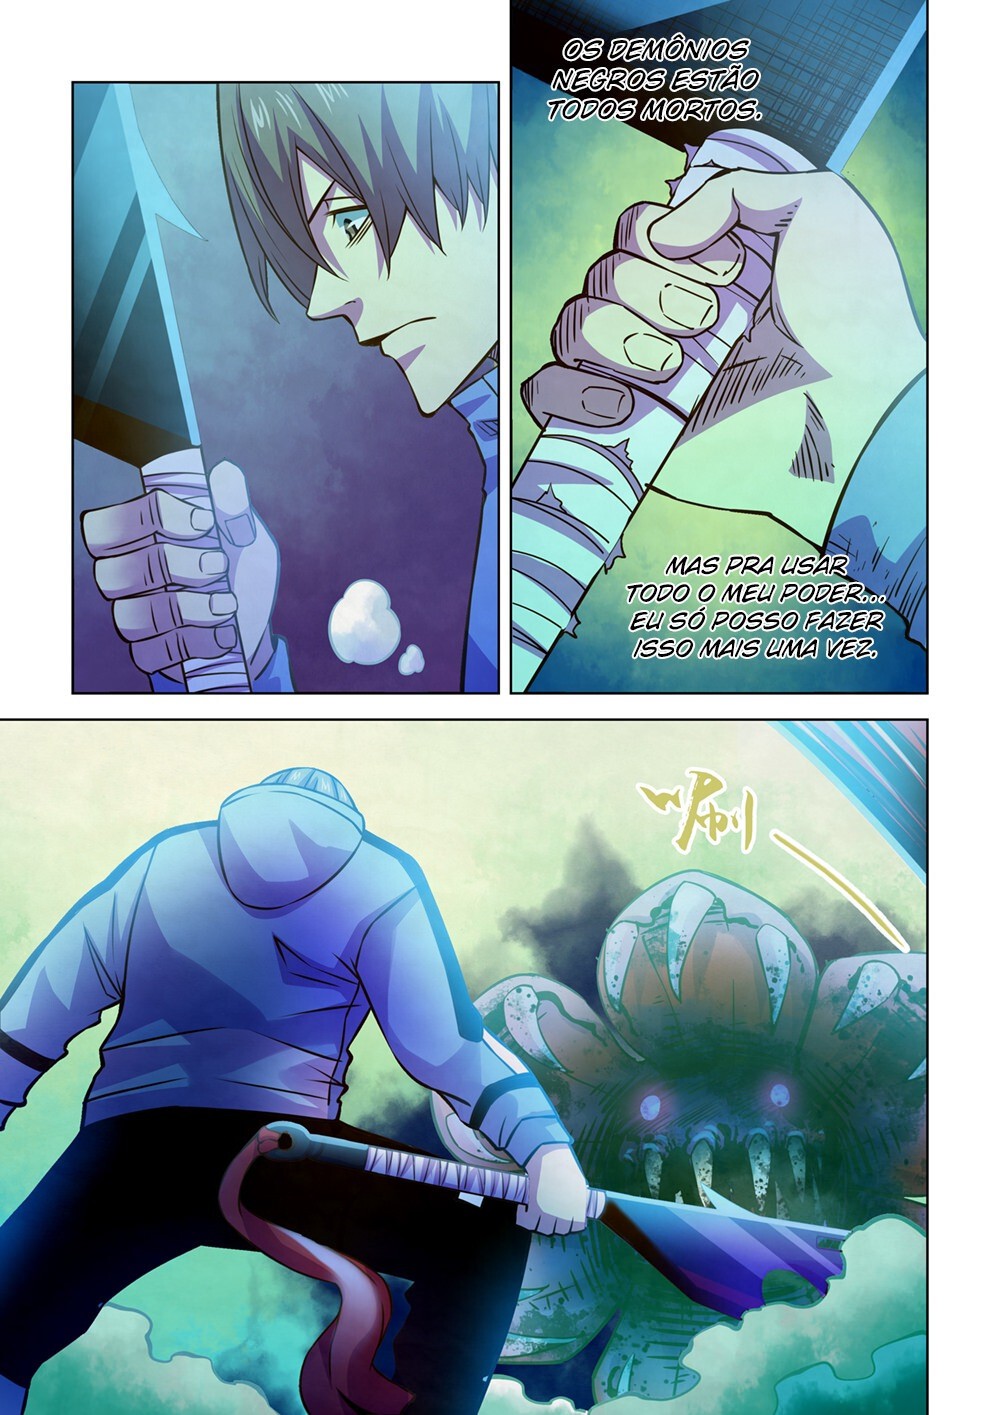 OS DEMÔNIOS
NEGROS ESTÃO
TODOS MORTOS.
MAS PRA USAR
TODO O MEU PODER...
EU SÓ POSSO FAZER
ISSO MAIS UMA VEZ.
唰